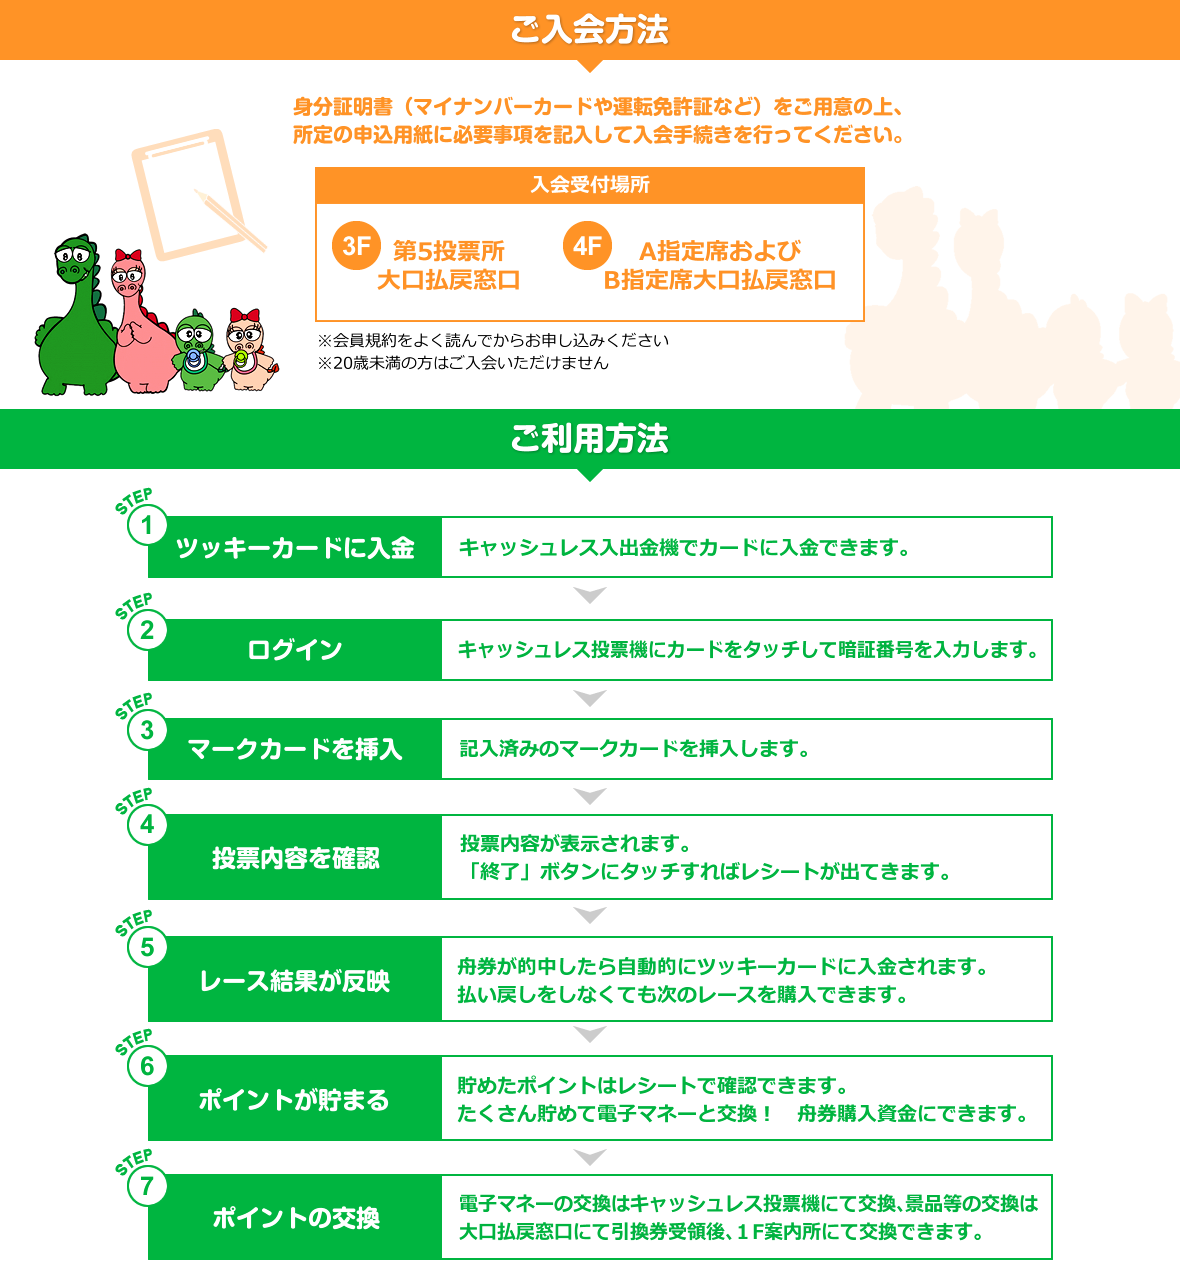 ご入会方法
身分証明書（マイナンバーカードや運転免許証など）をご用意の上、
所定の申込用紙に必要事項を記入して入会手続きを行ってください。
入会受付場所
3F 第5投票所
大口払戻窓口
4F A指定席および
B指定席大口払戻窓口
※会員規約をよく読んでからお申し込みください
※20歳未満の方はご入会いただけません
ご利用方法
STEP
1
ツッキーカードに入金
キャッシュレス入出金機でカードに入金できます。
STEP
2
ログイン
キャッシュレス投票機にカードをタッチして暗証番号を入力します。
STEP
3
マークカードを挿入
記入済みのマークカードを挿入します。
STEP
4
投票内容を確認
投票内容が表示されます。
「終了」ボタンにタッチすればレシートが出てきます。
STEP
5
レース結果が反映
舟券が的中したら自動的にツッキーカードに入金されます。
払い戻しをしなくても次のレースを購入できます。
STEP
6
ポイントが貯まる
貯めたポイントはレシートで確認できます。
たくさん貯めて電子マネーと交換！　舟券購入資金にできます。
STEP
7
ポイントの交換
電子マネーの交換はキャッシュレス投票機にて交換、景品等の交換は
大口払戻窓口にて引換券受領後、１F案内所にて交換できます。